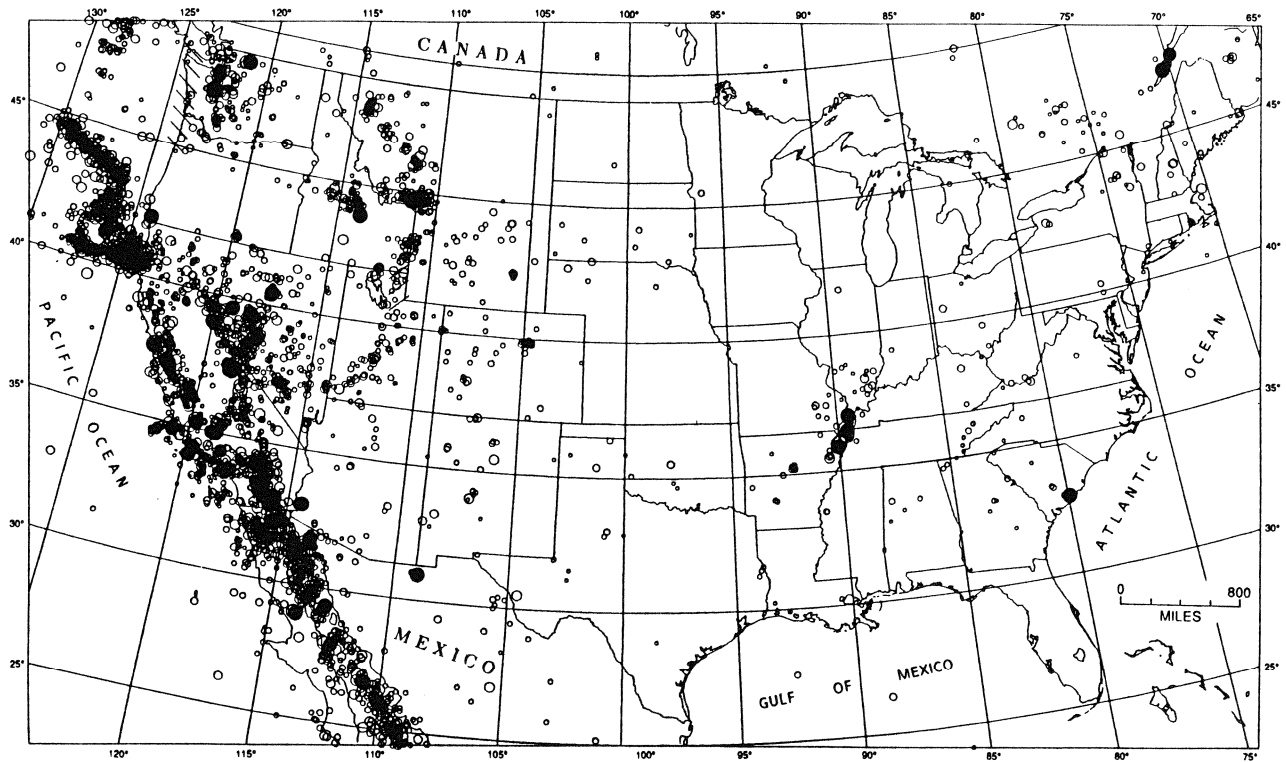 130° 125° 120° 115° 110° 105° 100° 95° 90° 85° 80° 75° 70° 65°
CANADA
45° 45°
40° 40°
PACIFIC OCEAN
35° 35°
ATLANTIC OCEAN
30° 30°
0 800
MILES
MEXICO
25° 25°
GULF OF MEXICO
120° 115° 110° 105° 100° 95° 90° 85° 80° 75°